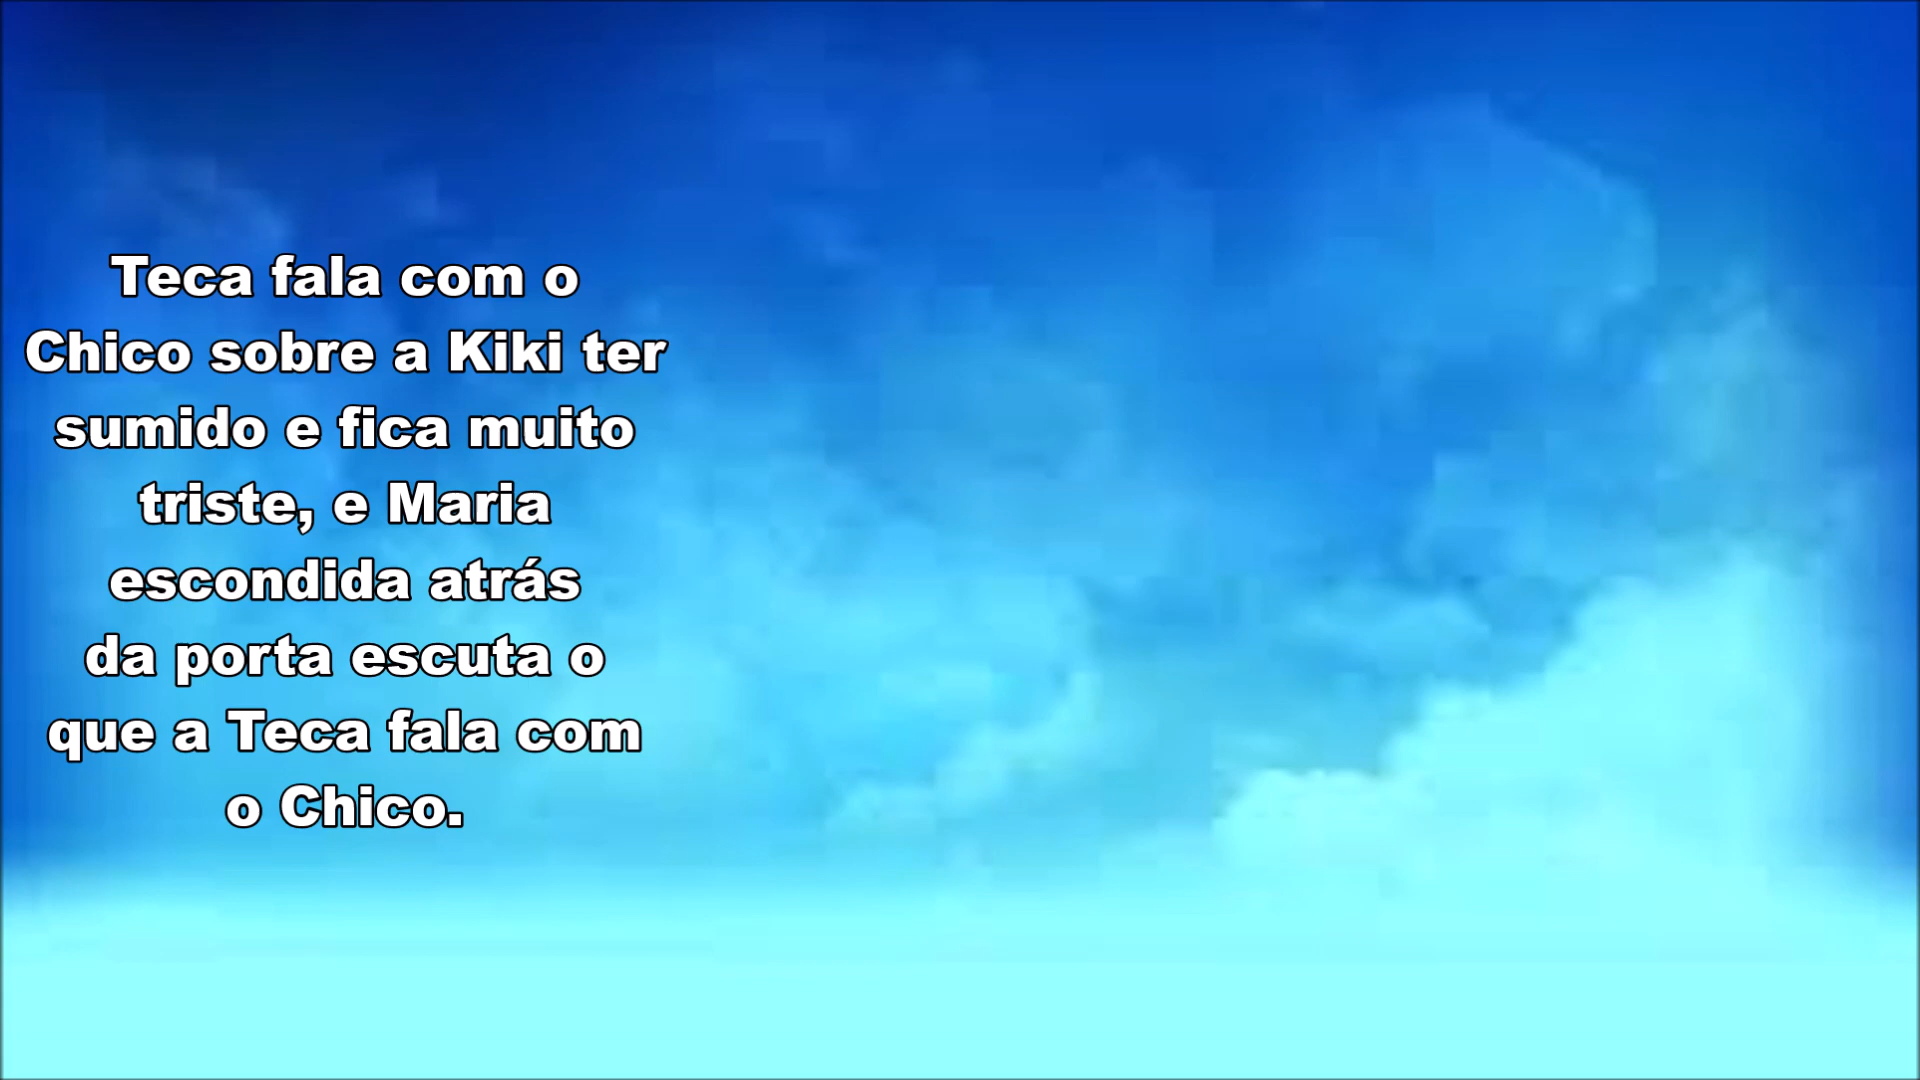 Teca fala com o
Chico sobre a Kiki ter
sumido e fica muito
triste, e Maria
escondida atrás
da porta escuta o
que a Teca fala com
o Chico.